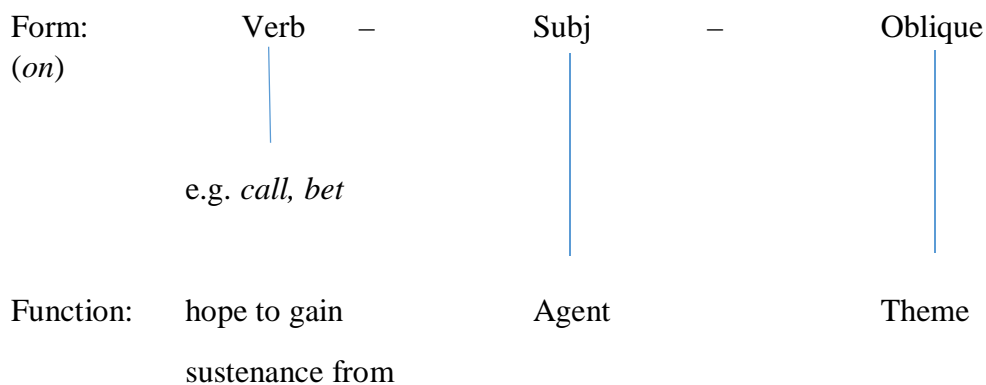 Form: Verb – Subj – Oblique
(on)
e.g. call, bet
Function: hope to gain Agent Theme
sustenance from